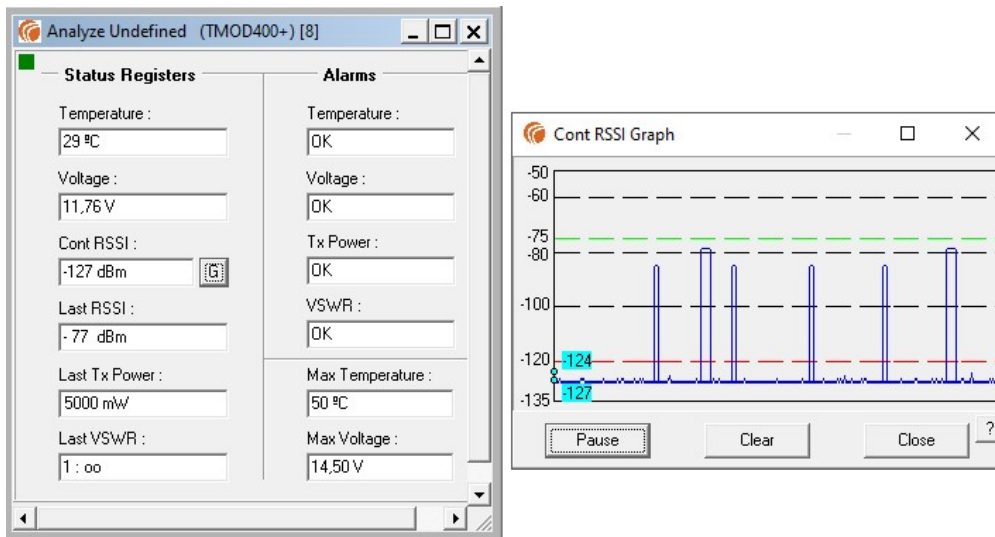 Analyze Undefined (TMOD400+) [8]
Status Registers
Temperature :
29 ºC
Voltage :
11,76 V
Cont RSSI :
-127 dBm
G
Last RSSI :
- 77 dBm
Last Tx Power :
5000 mW
Last VSWR :
1 : oo
Alarms
Temperature :
OK
Voltage :
OK
Tx Power :
OK
VSWR :
OK
Max Temperature :
50 ºC
Max Voltage :
14,50 V
Cont RSSI Graph
-50
-60
-75
-80
-100
-120
-124
-127
-135
Pause
Clear
Close
?